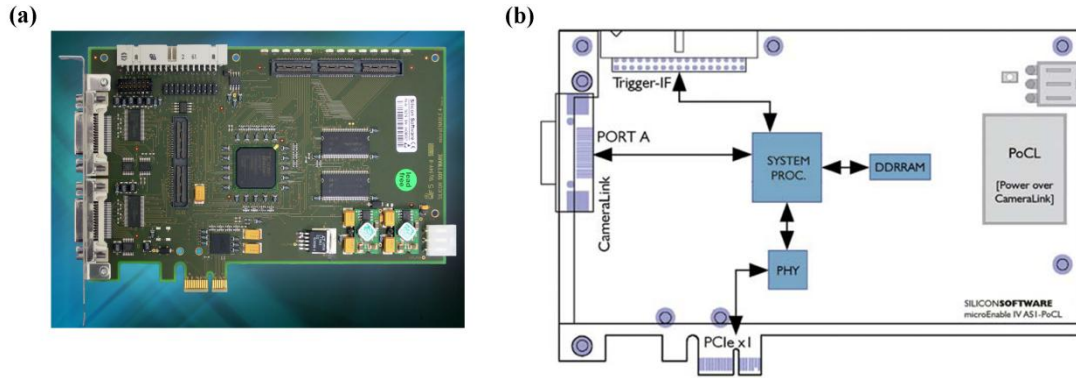 (a)
(b)
lead
free
Trigger-IF
PORT A
CameraLink
SYSTEM
PROC.
DDRRAM
PHY
PoCL
[Power over
CameraLink]
SILICONSOFTWARE
microEnable IV AS1-PoCL
PCIe x1